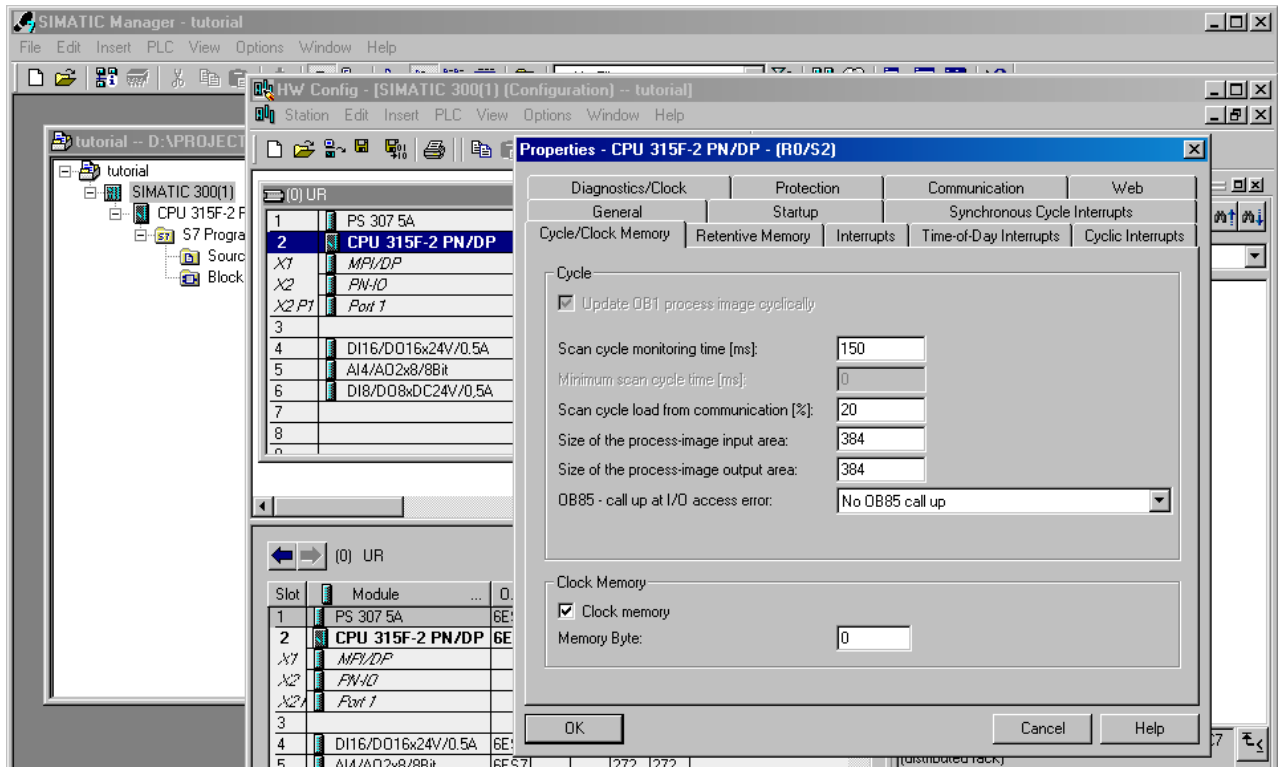 SIMATIC Manager - tutorial
File Edit Insert PLC View Options Window Help
HW Config - [SIMATIC 300(1) (Configuration) -- tutorial]
Station Edit Insert PLC View Options Window Help
tutorial -- D:\PROJECT
tutorial
SIMATIC 300(1)
CPU 315F-2 F
S7 Progra
Sourc
Block
(0) UR
1 PS 307 5A
2 CPU 315F-2 PN/DP
X1 MPI/DP
X2 PN-IO
X2 P1 Port 1
3
4 DI16/DO16x24V/0.5A
5 AI4/AO2x8/8Bit
6 DI8/DO8xDC24V/0,5A
7
8
(0) UR
Slot Module ... O.
1 PS 307 5A 6ES
2 CPU 315F-2 PN/DP 6E
X1 MPI/DP
X2 PN-IO
X2 Port 1
3
4 DI16/DO16x24V/0.5A 6ES
5 AI4/AO2x8/8Bit 6ES7 272 272
Properties - CPU 315F-2 PN/DP - (R0/S2)
Diagnostics/Clock Protection Communication Web
General Startup Synchronous Cycle Interrupts
Cycle/Clock Memory Retentive Memory Interrupts Time-of-Day Interrupts Cyclic Interrupts
Cycle
Update OB1 process image cyclically
Scan cycle monitoring time [ms]: 150
Minimum scan cycle time [ms]: 0
Scan cycle load from communication [%]: 20
Size of the process-image input area: 384
Size of the process-image output area: 384
OB85 - call up at I/O access error: No OB85 call up
Clock Memory
Clock memory
Memory Byte: 0
OK Cancel Help
(distributed rack)